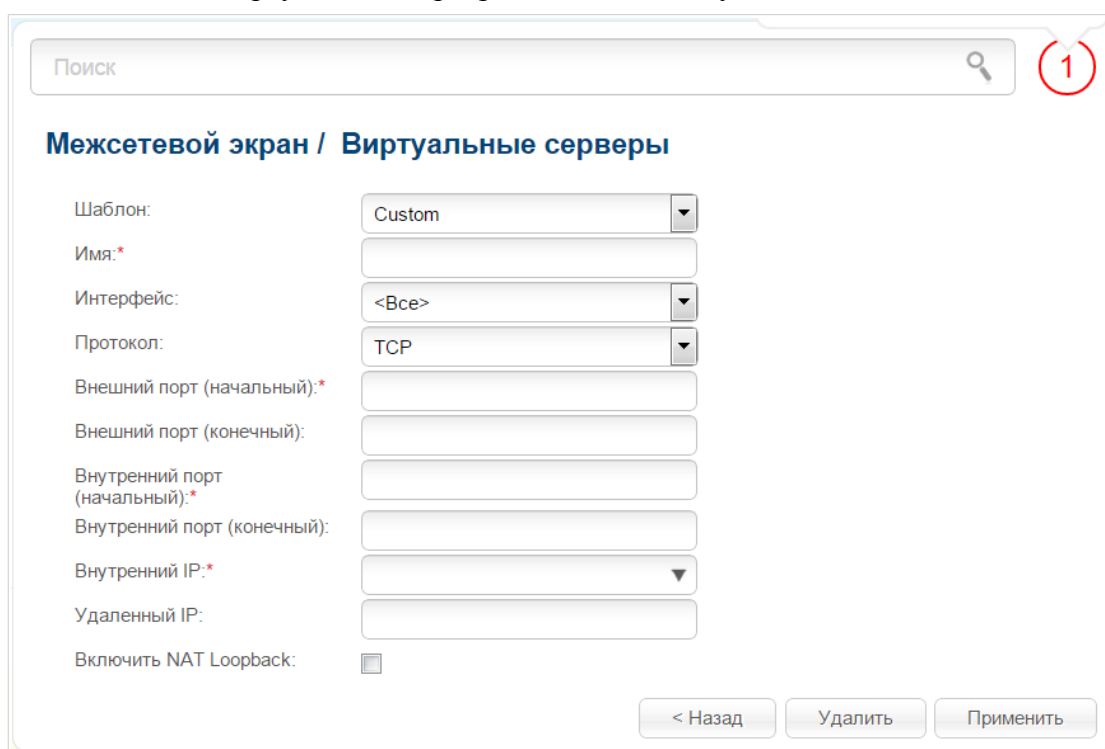 Поиск
1
Межсетевой экран / Виртуальные серверы
Шаблон:
Custom
Имя:*
Интерфейс:
<Все>
Протокол:
TCP
Внешний порт (начальный):*
Внешний порт (конечный):
Внутренний порт
(начальный):*
Внутренний порт (конечный):
Внутренний IP:*
Удаленный IP:
Включить NAT Loopback:
< Назад
Удалить
Применить